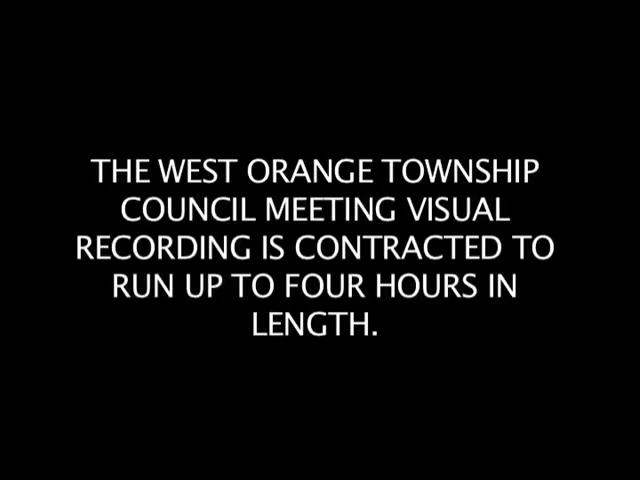 THE WEST ORANGE TOWNSHIP
COUNCIL MEETING VISUAL
RECORDING IS CONTRACTED TO
RUN UP TO FOUR HOURS IN
LENGTH.